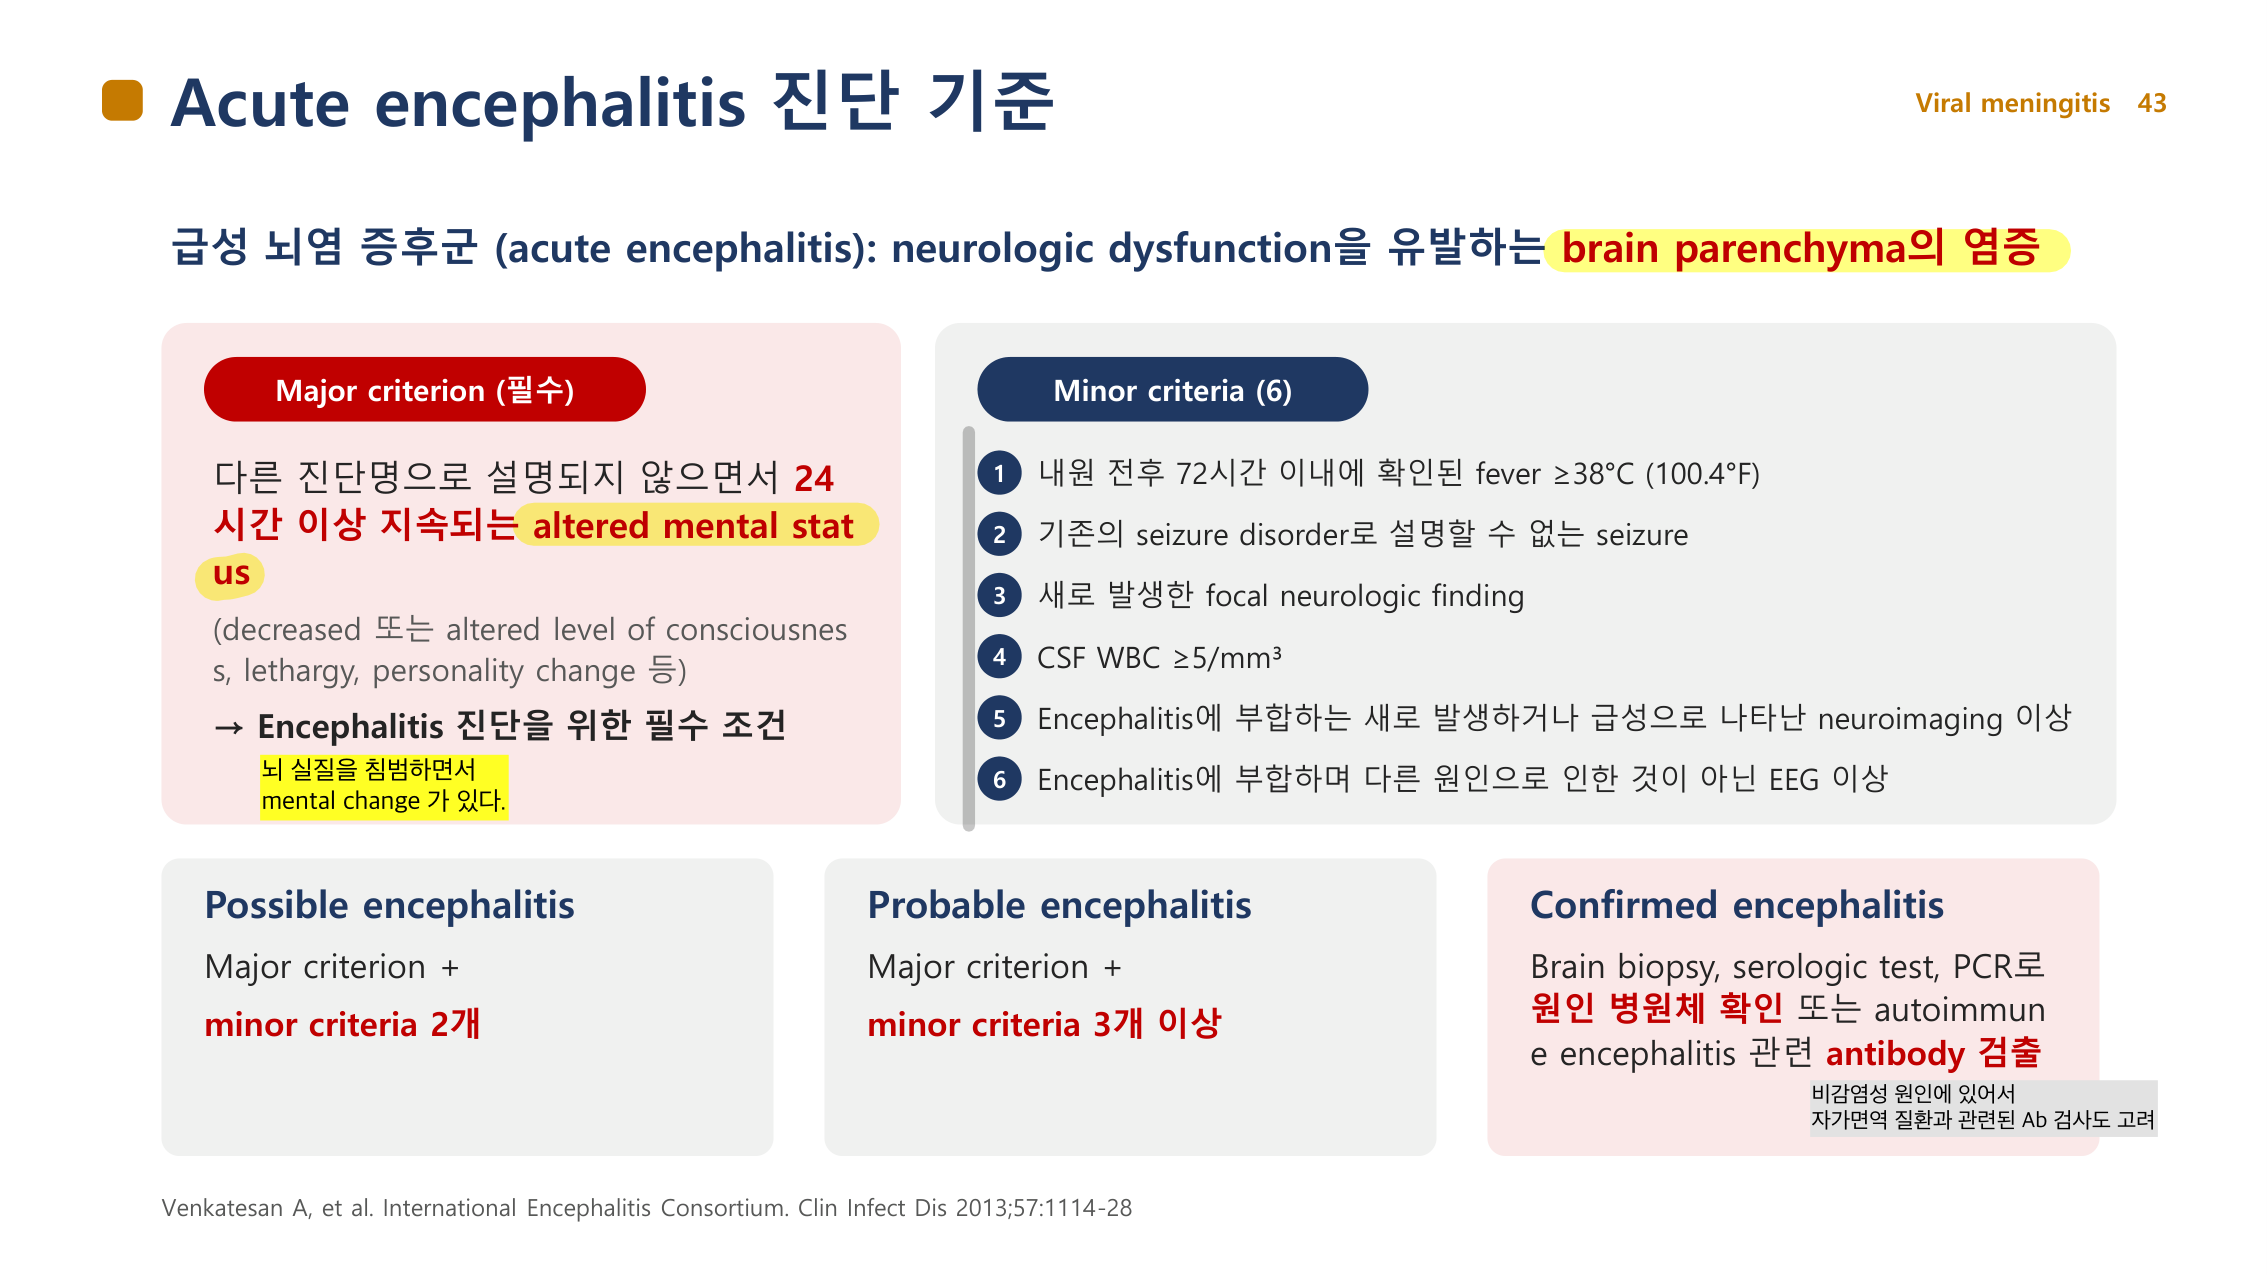 Acute encephalitis 진단 기준
Viral meningitis 43
급성 뇌염 증후군 (acute encephalitis): neurologic dysfunction을 유발하는 brain parenchyma의 염증
Major criterion (필수)
다른 진단명으로 설명되지 않으면서 24
시간 이상 지속되는 altered mental stat
us
(decreased 또는 altered level of consciousnes
s, lethargy, personality change 등)
→ Encephalitis 진단을 위한 필수 조건
뇌 실질을 침범하면서
mental change 가 있다.
Minor criteria (6)
1 내원 전후 72시간 이내에 확인된 fever ≥38°C (100.4°F)
2 기존의 seizure disorder로 설명할 수 없는 seizure
3 새로 발생한 focal neurologic finding
4 CSF WBC ≥5/mm³
5 Encephalitis에 부합하는 새로 발생하거나 급성으로 나타난 neuroimaging 이상
6 Encephalitis에 부합하며 다른 원인으로 인한 것이 아닌 EEG 이상
Possible encephalitis
Major criterion +
minor criteria 2개
Probable encephalitis
Major criterion +
minor criteria 3개 이상
Confirmed encephalitis
Brain biopsy, serologic test, PCR로
원인 병원체 확인 또는 autoimmun
e encephalitis 관련 antibody 검출
비감염성 원인에 있어서
자가면역 질환과 관련된 Ab 검사도 고려
Venkatesan A, et al. International Encephalitis Consortium. Clin Infect Dis 2013;57:1114-28